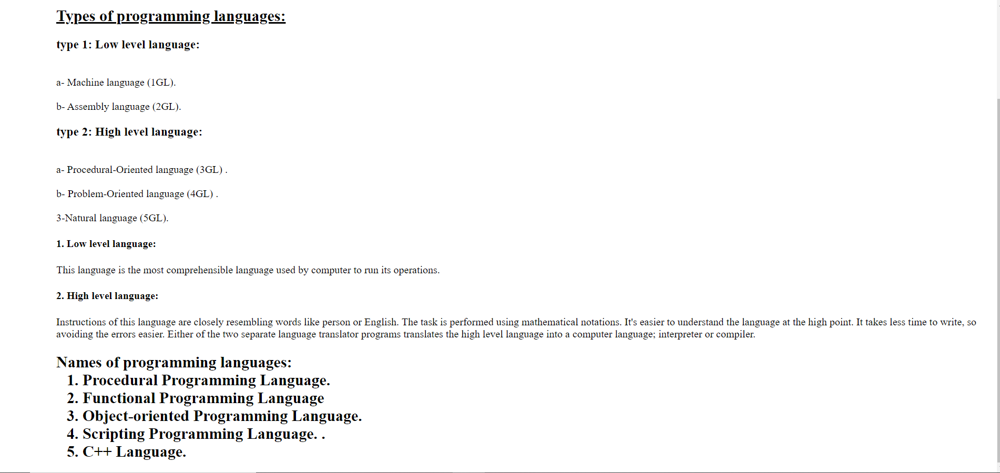 Types of programming languages:
type 1: Low level language:
a- Machine language (1GL).
b- Assembly language (2GL).
type 2: High level language:
a- Procedural-Oriented language (3GL) .
b- Problem-Oriented language (4GL) .
3-Natural language (5GL).
1. Low level language:
This language is the most comprehensible language used by computer to run its operations.
2. High level language:
Instructions of this language are closely resembling words like person or English. The task is performed using mathematical notations. It's easier to understand the language at the high point. It takes less time to write, so
avoiding the errors easier. Either of the two separate language translator programs translates the high level language into a computer language; interpreter or compiler.
Names of programming languages:
1. Procedural Programming Language.
2. Functional Programming Language
3. Object-oriented Programming Language.
4. Scripting Programming Language. .
5. C++ Language.